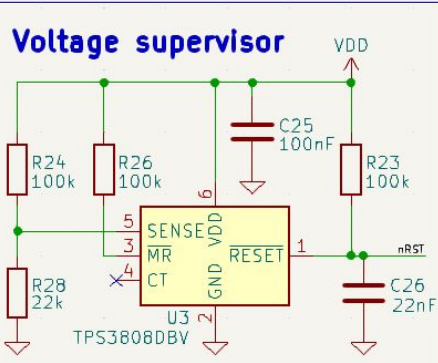 Voltage supervisor
VDD
C25
100nF
R24
100k
R26
100k
R23
100k
6
5
SENSE
VDD
3
MR
RESET
1
nRST
4
CT
GND
R28
22k
C26
22nF
U3
2
TPS3808DBV